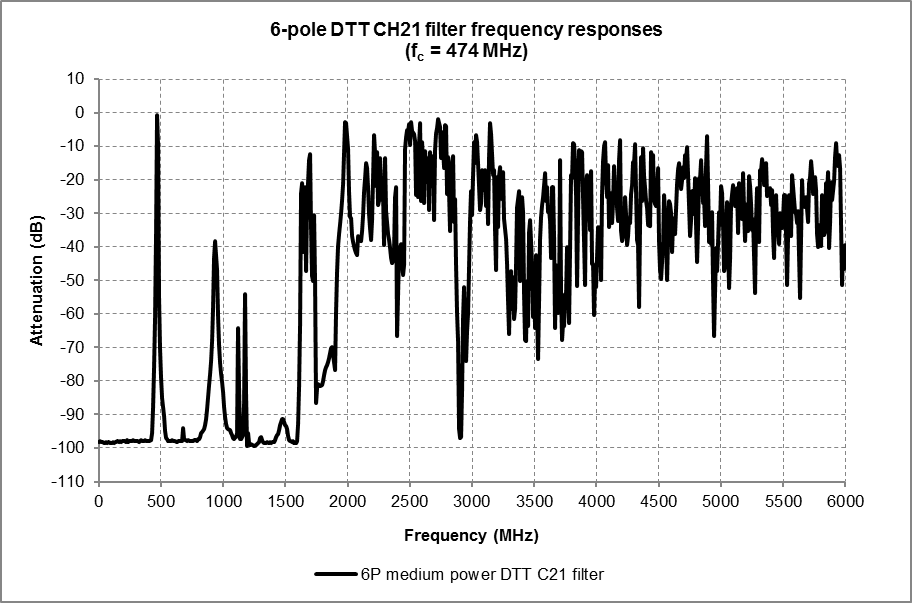 6-pole DTT CH21 filter frequency responses
(fc = 474 MHz)
10
0
-10
-20
-30
-40
-50
-60
-70
-80
-90
-100
-110
Attenuation (dB)
0 500 1000 1500 2000 2500 3000 3500 4000 4500 5000 5500 6000
Frequency (MHz)
6P medium power DTT C21 filter